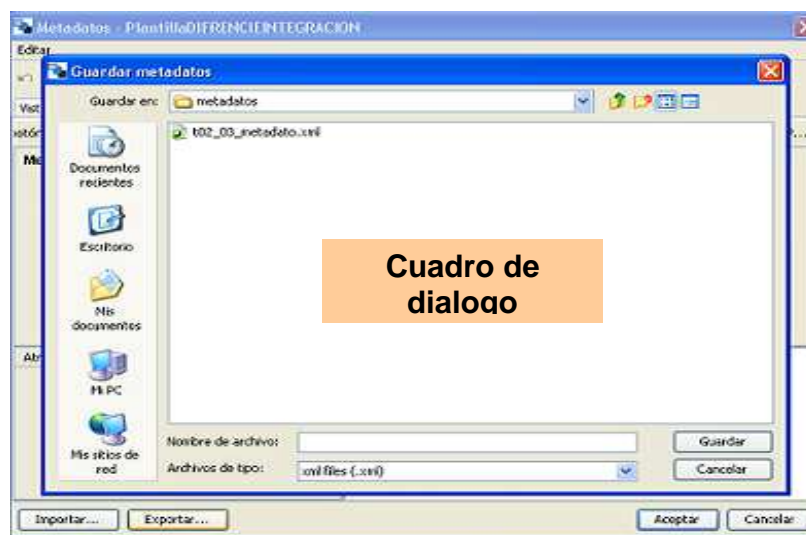 Metadatos - PlantillaDIFRENCIEINTEGRACION
Editar
Guardar metadatos
Guardar en:
metadatos
Vist
t02_03_metadato.xml
Me
Documentos
recientes
Escritorio
Mis
documentos
Mi PC
Mis sitios de
red
Cuadro de
dialogo
Nombre de archivo:
Guardar
Archivos de tipo:
xml files (.xml)
Cancelar
Importar...
Exportar...
Aceptar
Cancelar